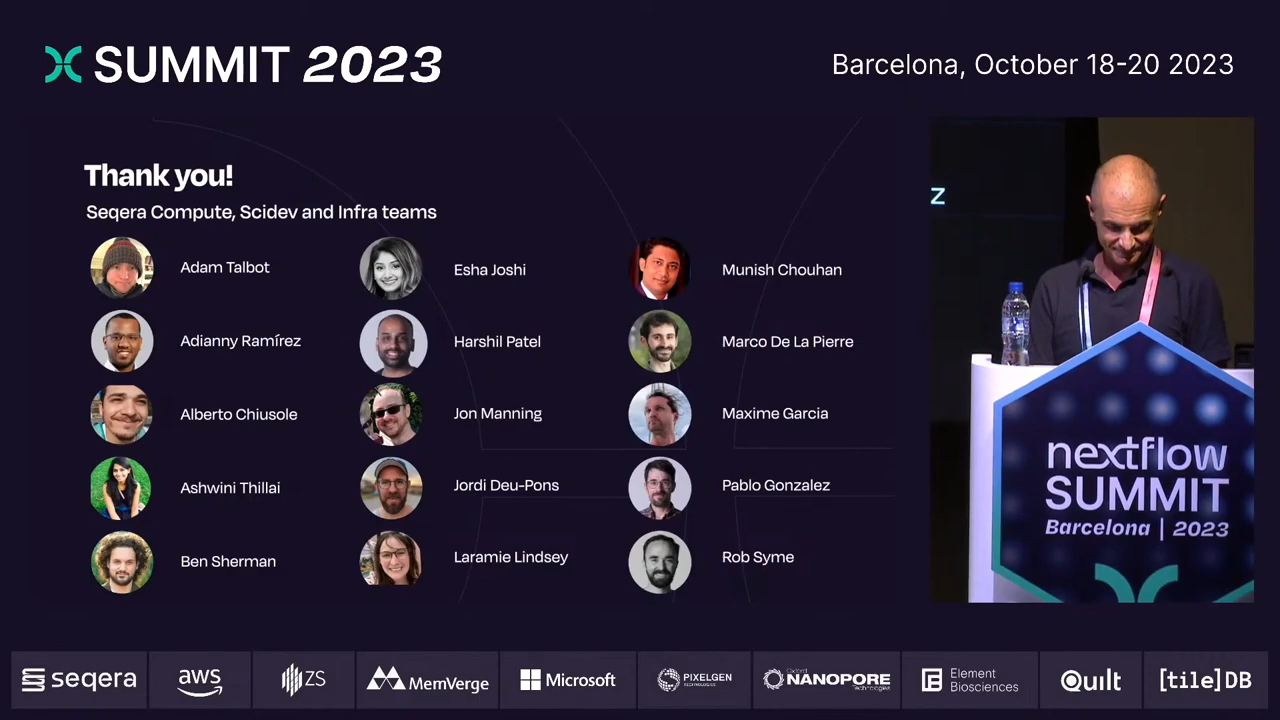 SUMMIT 2023
Barcelona, October 18-20 2023
Thank you!
Seqera Compute, Scidev and Infra teams
Adam Talbot
Esha Joshi
Munish Chouhan
Adianny Ramírez
Harshil Patel
Marco De La Pierre
Alberto Chiusole
Jon Manning
Maxime Garcia
Ashwini Thillai
Jordi Deu-Pons
Pablo Gonzalez
Ben Sherman
Laramie Lindsey
Rob Syme
z
nextflow
SUMMIT
Barcelona | 2023
seqera
aws
ZS
MemVerge
Microsoft
PIXELGEN
TECHNOLOGIES
Oxford
NANOPORE
Technologies
Element
Biosciences
Quilt
[tile]DB